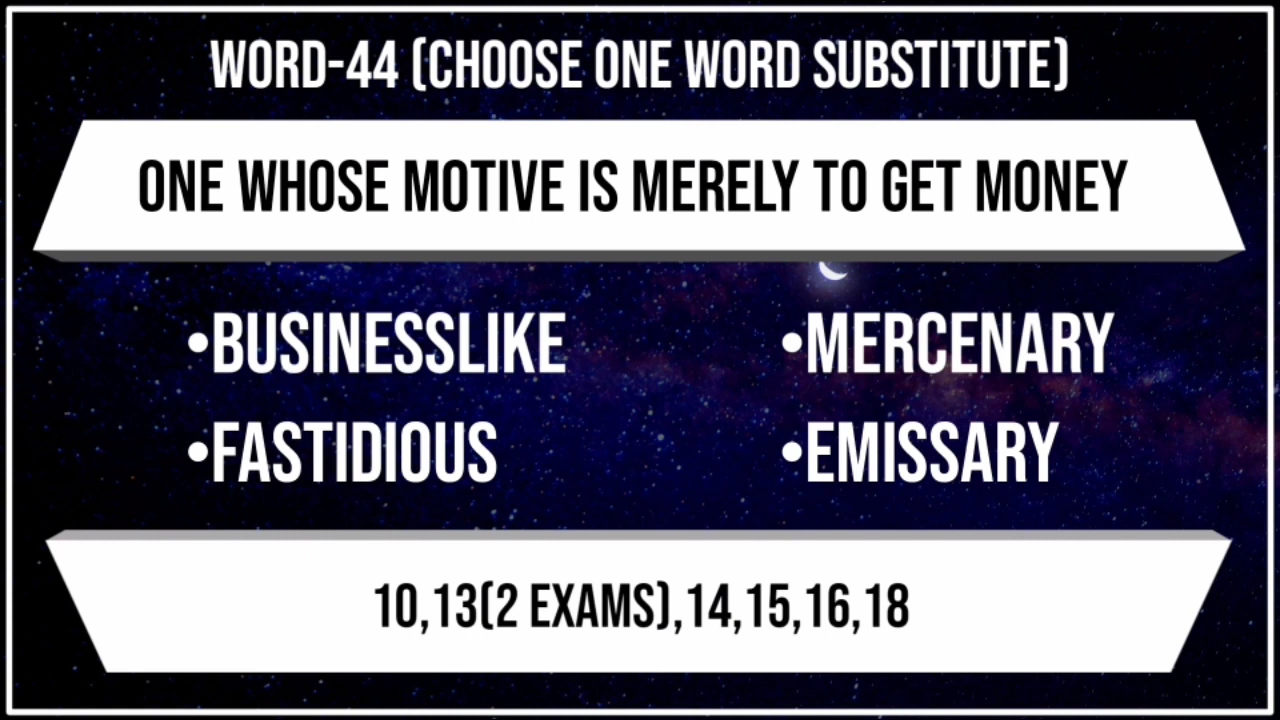 WORD-44 (CHOOSE ONE WORD SUBSTITUTE)
ONE WHOSE MOTIVE IS MERELY TO GET MONEY
•BUSINESSLIKE •MERCENARY
•FASTIDIOUS •EMISSARY
10,13(2 EXAMS),14,15,16,18